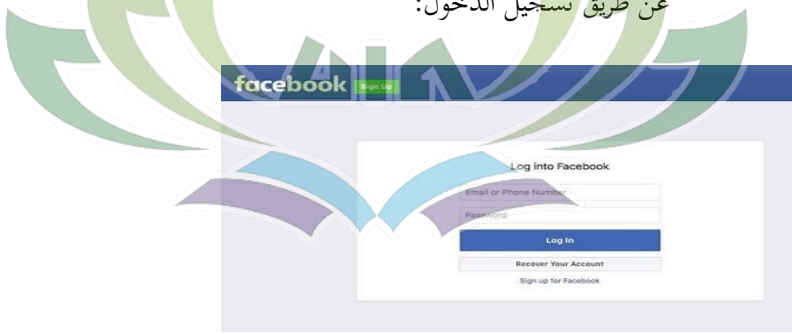 عن طريق تسجيل الدخول:
facebook
Sign Up
Log into Facebook
Email or Phone Number
Password
Log In
Recover Your Account
Sign up for Facebook